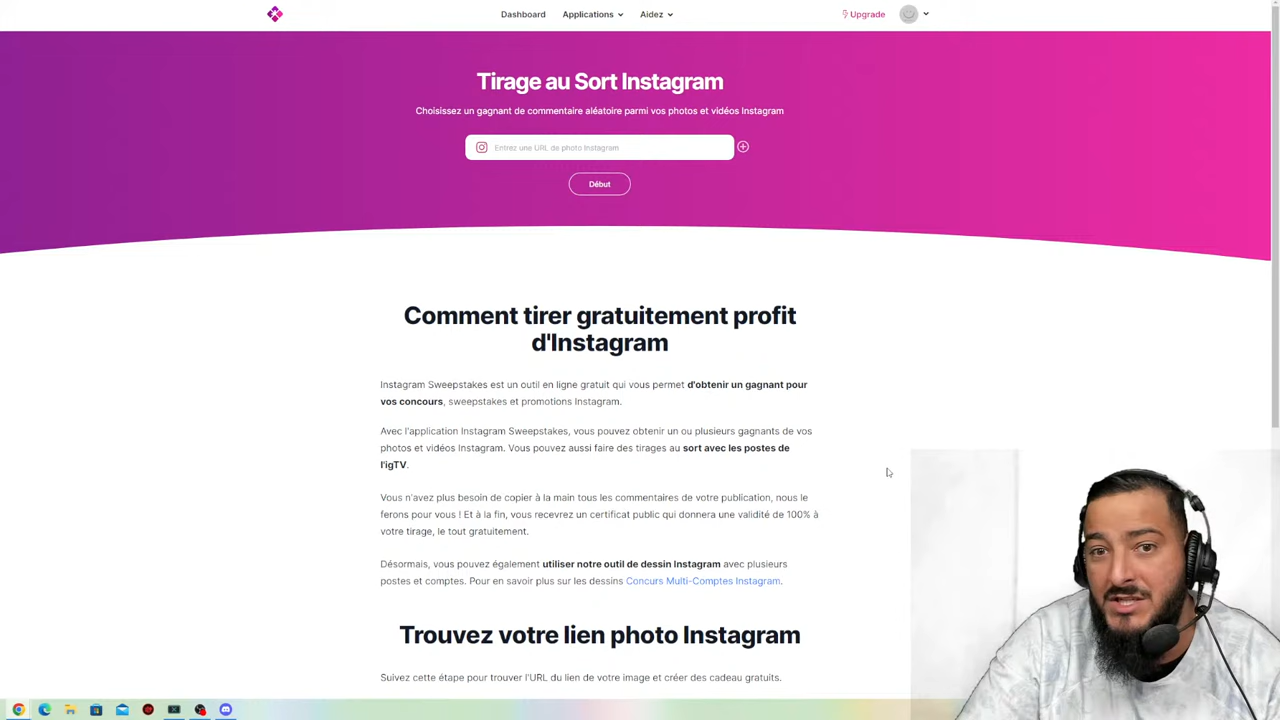 Dashboard Applications Aidez Upgrade
Tirage au Sort Instagram
Choisissez un gagnant de commentaire aléatoire parmi vos photos et vidéos Instagram
Entrez une URL de photo Instagram
Début
Comment tirer gratuitement profit
d'Instagram
Instagram Sweepstakes est un outil en ligne gratuit qui vous permet d'obtenir un gagnant pour
vos concours, sweepstakes et promotions Instagram.
Avec l'application Instagram Sweepstakes, vous pouvez obtenir un ou plusieurs gagnants de vos
photos et vidéos Instagram. Vous pouvez aussi faire des tirages au sort avec les postes de
l'igTV.
Vous n'avez plus besoin de copier à la main tous les commentaires de votre publication, nous le
ferons pour vous ! Et à la fin, vous recevrez un certificat public qui donnera une validité de 100% à
votre tirage, le tout gratuitement.
Désormais, vous pouvez également utiliser notre outil de dessin Instagram avec plusieurs
postes et comptes. Pour en savoir plus sur les dessins Concurs Multi-Comptes Instagram.
Trouvez votre lien photo Instagram
Suivez cette étape pour trouver l'URL du lien de votre image et créer des cadeau gratuits.